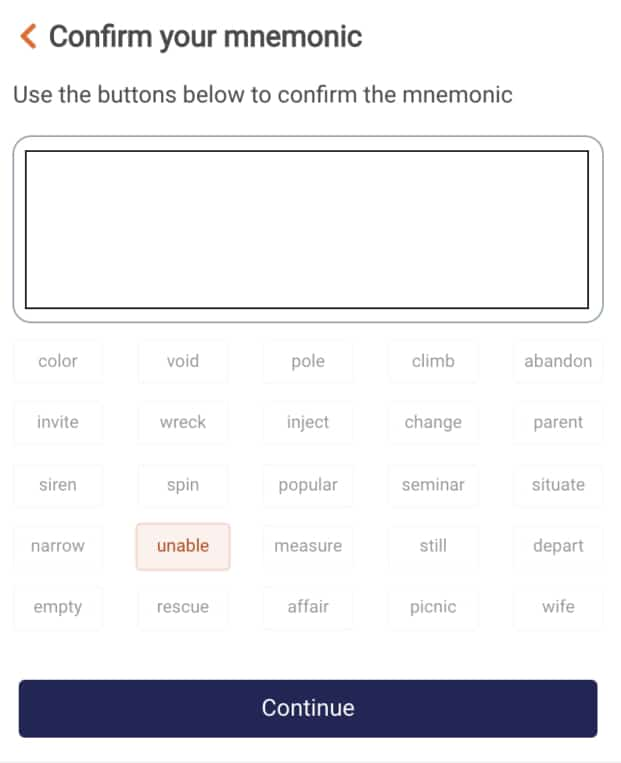 Confirm your mnemonic
Use the buttons below to confirm the mnemonic
color void pole climb abandon
invite wreck inject change parent
siren spin popular seminar situate
narrow unable measure still depart
empty rescue affair picnic wife
Continue